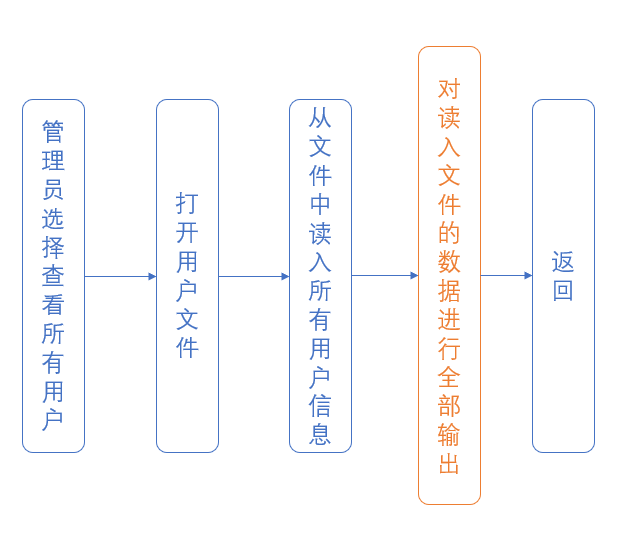 管理员选择查看所有用户
打开用户文件
从文件中读入所有用户信息
对读入文件的数据进行全部输出
返回